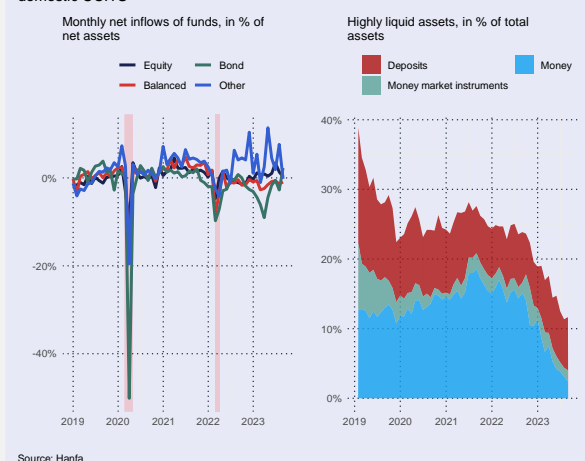 domestic UCITS
Monthly net inflows of funds, in % of
net assets
Equity
Bond
Balanced
Other
0%
-20%
-40%
2019
2020
2021
2022
2023
Highly liquid assets, in % of total
assets
Deposits
Money
Money market instruments
40%
30%
20%
10%
0%
2019
2020
2021
2022
2023
Source: Hanfa